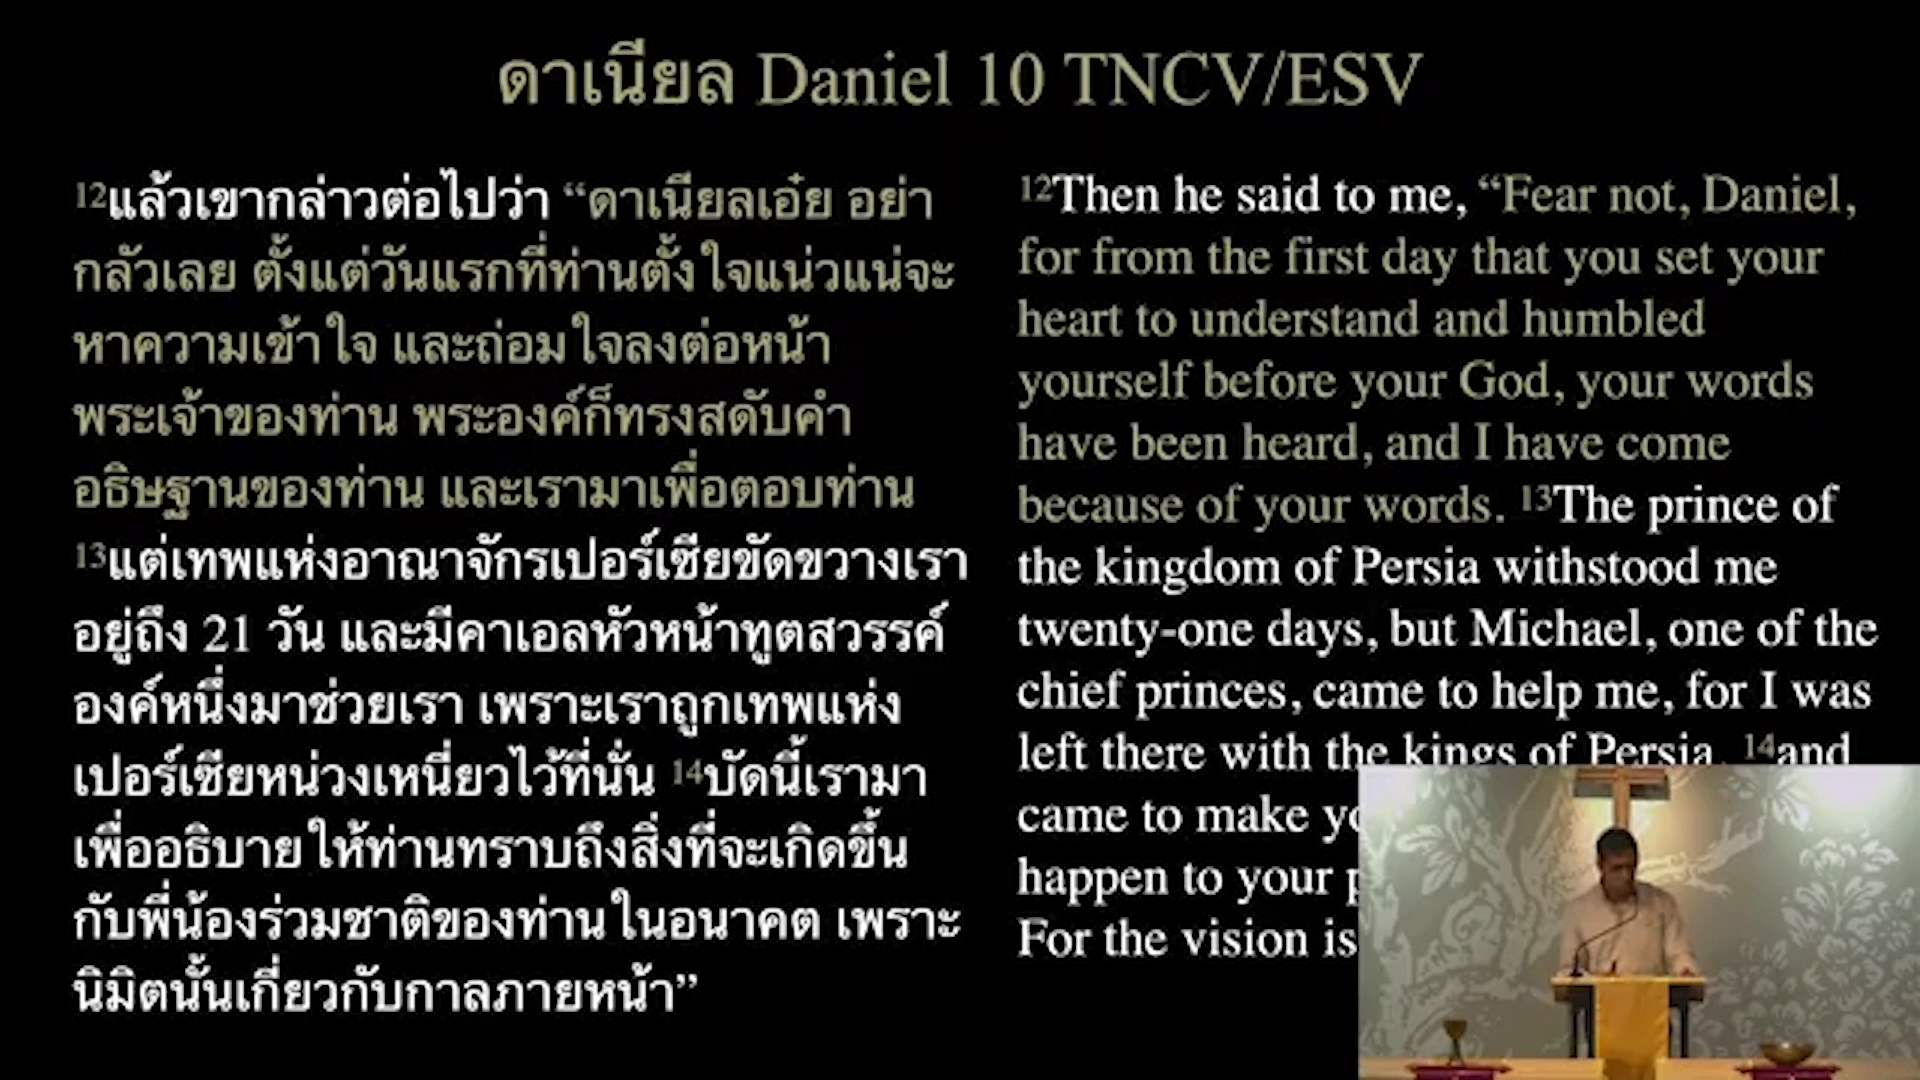 ดาเนียล Daniel 10 TNCV/ESV
12แล้วเขากล่าวต่อไปว่า “ดาเนียลเอ๋ย อย่า
กลัวเลย ตั้งแต่วันแรกที่ท่านตั้งใจแน่วแน่จะ
หาความเข้าใจ และถ่อมใจลงต่อหน้า
พระเจ้าของท่าน พระองค์ก็ทรงสดับคำ
อธิษฐานของท่าน และเรามาเพื่อตอบท่าน
13แต่เทพแห่งอาณาจักรเปอร์เซียขัดขวางเรา
อยู่ถึง 21 วัน และมีคาเอลหัวหน้าทูตสวรรค์
องค์หนึ่งมาช่วยเรา เพราะเราถูกเทพแห่ง
เปอร์เซียหน่วงเหนี่ยวไว้ที่นั่น 14บัดนี้เรามา
เพื่ออธิบายให้ท่านทราบถึงสิ่งที่จะเกิดขึ้น
กับพี่น้องร่วมชาติของท่านในอนาคต เพราะ
นิมิตนั้นเกี่ยวกับกาลภายหน้า”
12Then he said to me, “Fear not, Daniel,
for from the first day that you set your
heart to understand and humbled
yourself before your God, your words
have been heard, and I have come
because of your words. 13The prince of
the kingdom of Persia withstood me
twenty-one days, but Michael, one of the
chief princes, came to help me, for I was
left there with the kings of Persia, 14and
came to make
happen to your
For the vision is